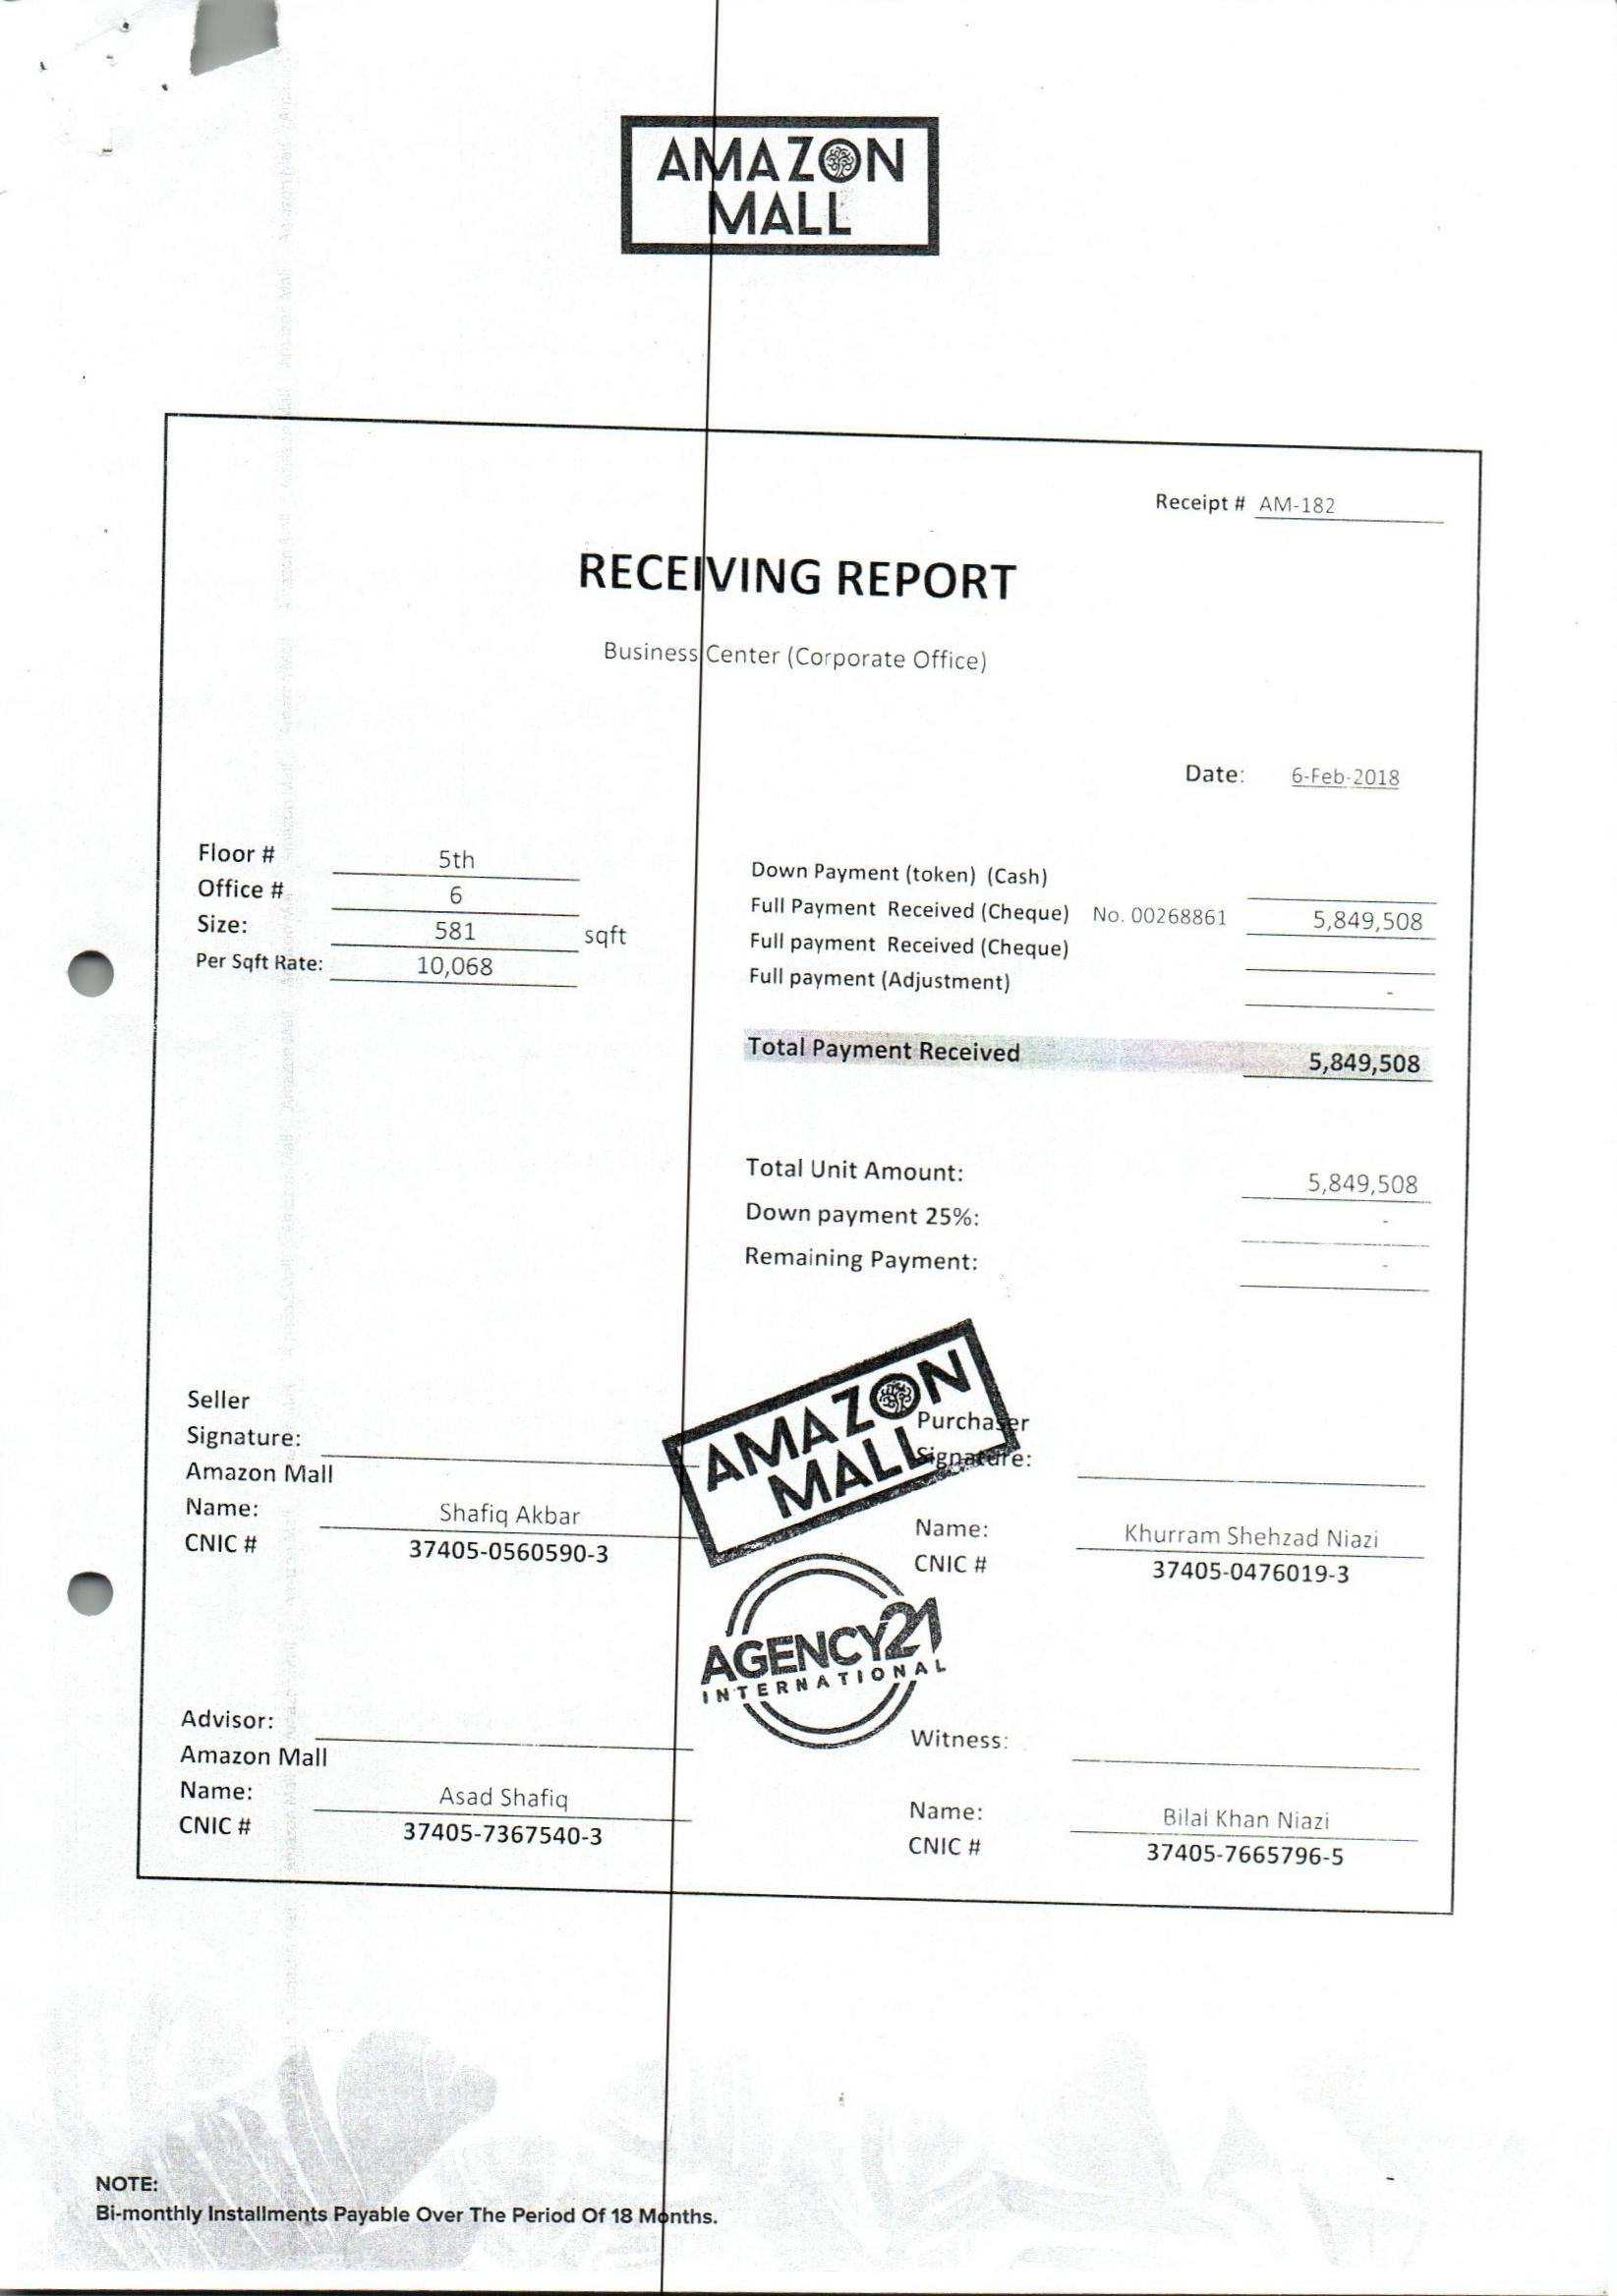 AMAZON
MALL
Receipt # AM-182
RECEIVING REPORT
Business Center (Corporate Office)
Date: 6-Feb-2018
Floor # 5th
Office # 6
Size: 581 sqft
Per Sqft Rate: 10,068
Down Payment (token) (Cash)
Full Payment Received (Cheque) No. 00268861 5,849,508
Full payment Received (Cheque)
Full payment (Adjustment) -
Total Payment Received 5,849,508
Total Unit Amount: 5,849,508
Down payment 25%: -
Remaining Payment: -
Seller
Signature:
Amazon Mall
Name: Shafiq Akbar
CNIC # 37405-0560590-3
AMAZON
MALL
Purchaser
Signature:
Name: Khurram Shehzad Niazi
CNIC # 37405-0476019-3
AGENCY21
INTERNATIONAL
Advisor:
Amazon Mall
Name: Asad Shafiq
CNIC # 37405-7367540-3
Witness:
Name: Bilal Khan Niazi
CNIC # 37405-7665796-5
NOTE:
Bi-monthly Installments Payable Over The Period Of 18 Months.